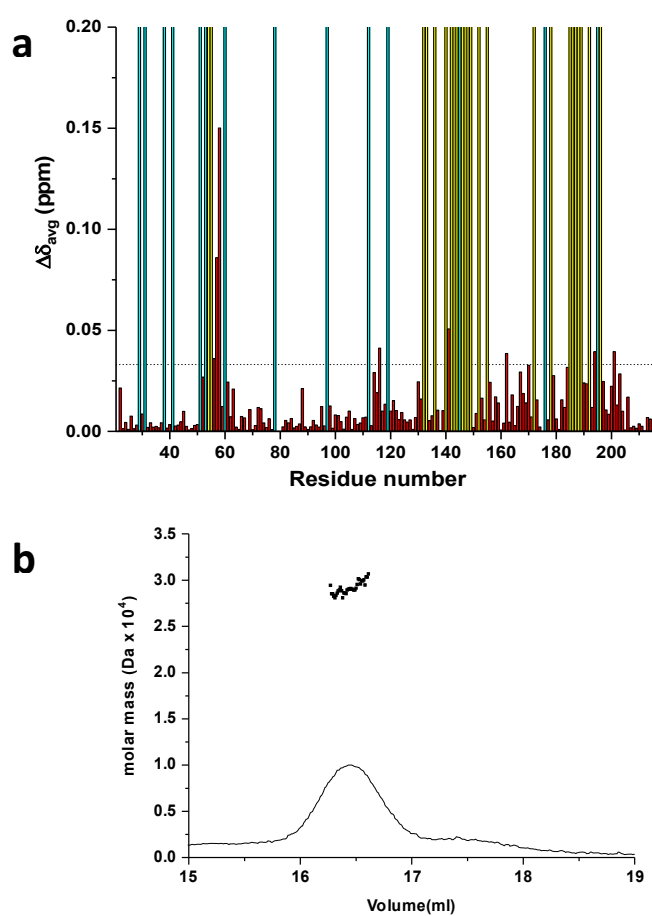 a
0.20
0.15
0.10
0.05
0.00
Δδavg (ppm)
40 60 80 100 120 140 160 180 200
Residue number
b
3.5
3.0
2.5
2.0
1.5
1.0
0.5
0.0
molar mass (Da x 10⁴)
15 16 17 18 19
Volume(ml)